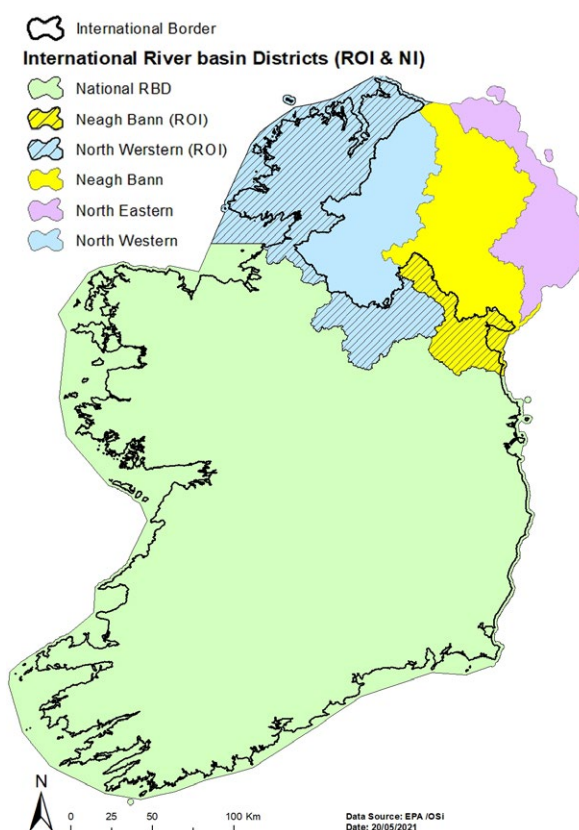 International Border
International River basin Districts (ROI & NI)
National RBD
Neagh Bann (ROI)
North Werstern (ROI)
Neagh Bann
North Eastern
North Western
N
0 25 50 100 Km
Data Source: EPA /OSi
Date: 20/05/2021